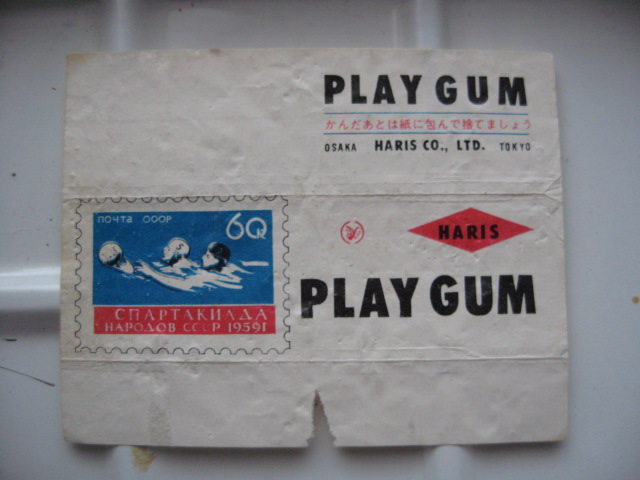 PLAY GUM
かんだあとは紙に包んで捨てましょう
OSAKA HARIS CO., LTD. TOKYO
ПОЧТА СССР 60к
HARIS
PLAY GUM
СПАРТАКИАДА
НАРОДОВ СССР 1959Г